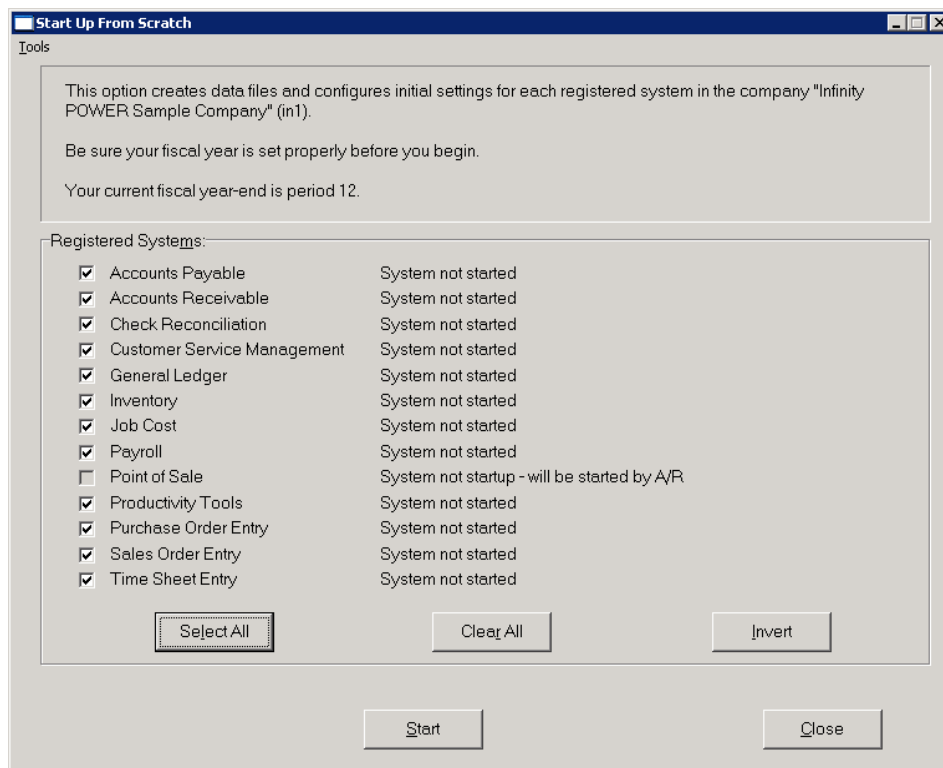 Start Up From Scratch
Tools
This option creates data files and configures initial settings for each registered system in the company "Infinity
POWER Sample Company" (in1).
Be sure your fiscal year is set properly before you begin.
Your current fiscal year-end is period 12.
Registered Systems:
Accounts Payable System not started
Accounts Receivable System not started
Check Reconciliation System not started
Customer Service Management System not started
General Ledger System not started
Inventory System not started
Job Cost System not started
Payroll System not started
Point of Sale System not startup - will be started by A/R
Productivity Tools System not started
Purchase Order Entry System not started
Sales Order Entry System not started
Time Sheet Entry System not started
Select All Clear All Invert
Start Close